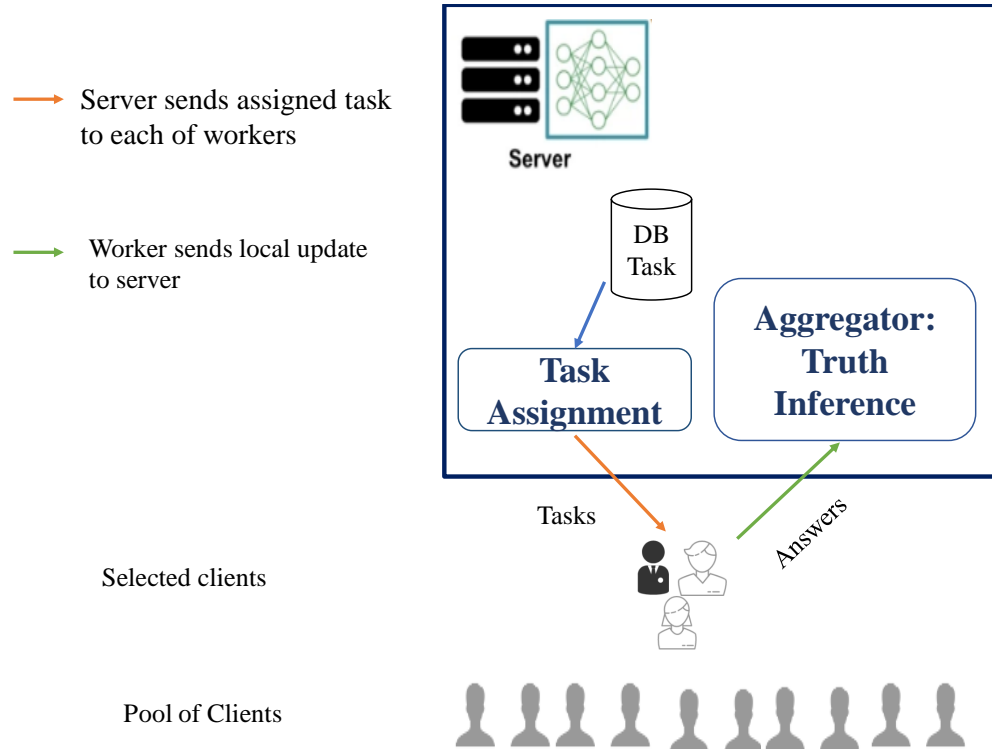 Server sends assigned task
to each of workers
Worker sends local update
to server
Server
DB
Task
Task
Assignment
Aggregator:
Truth
Inference
Tasks
Answers
Selected clients
Pool of Clients